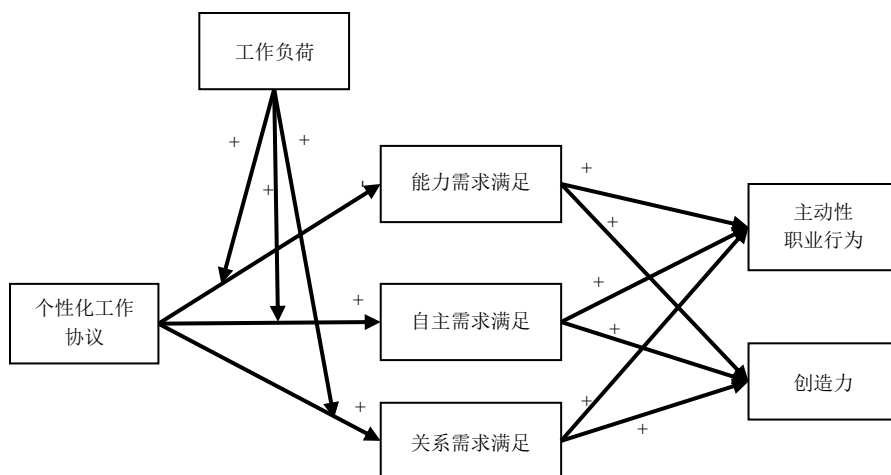 工作负荷
+
+
+
+
能力需求满足
+
+
主动性
职业行为
个性化工作
协议
+
自主需求满足
+
+
创造力
+
关系需求满足
+
+